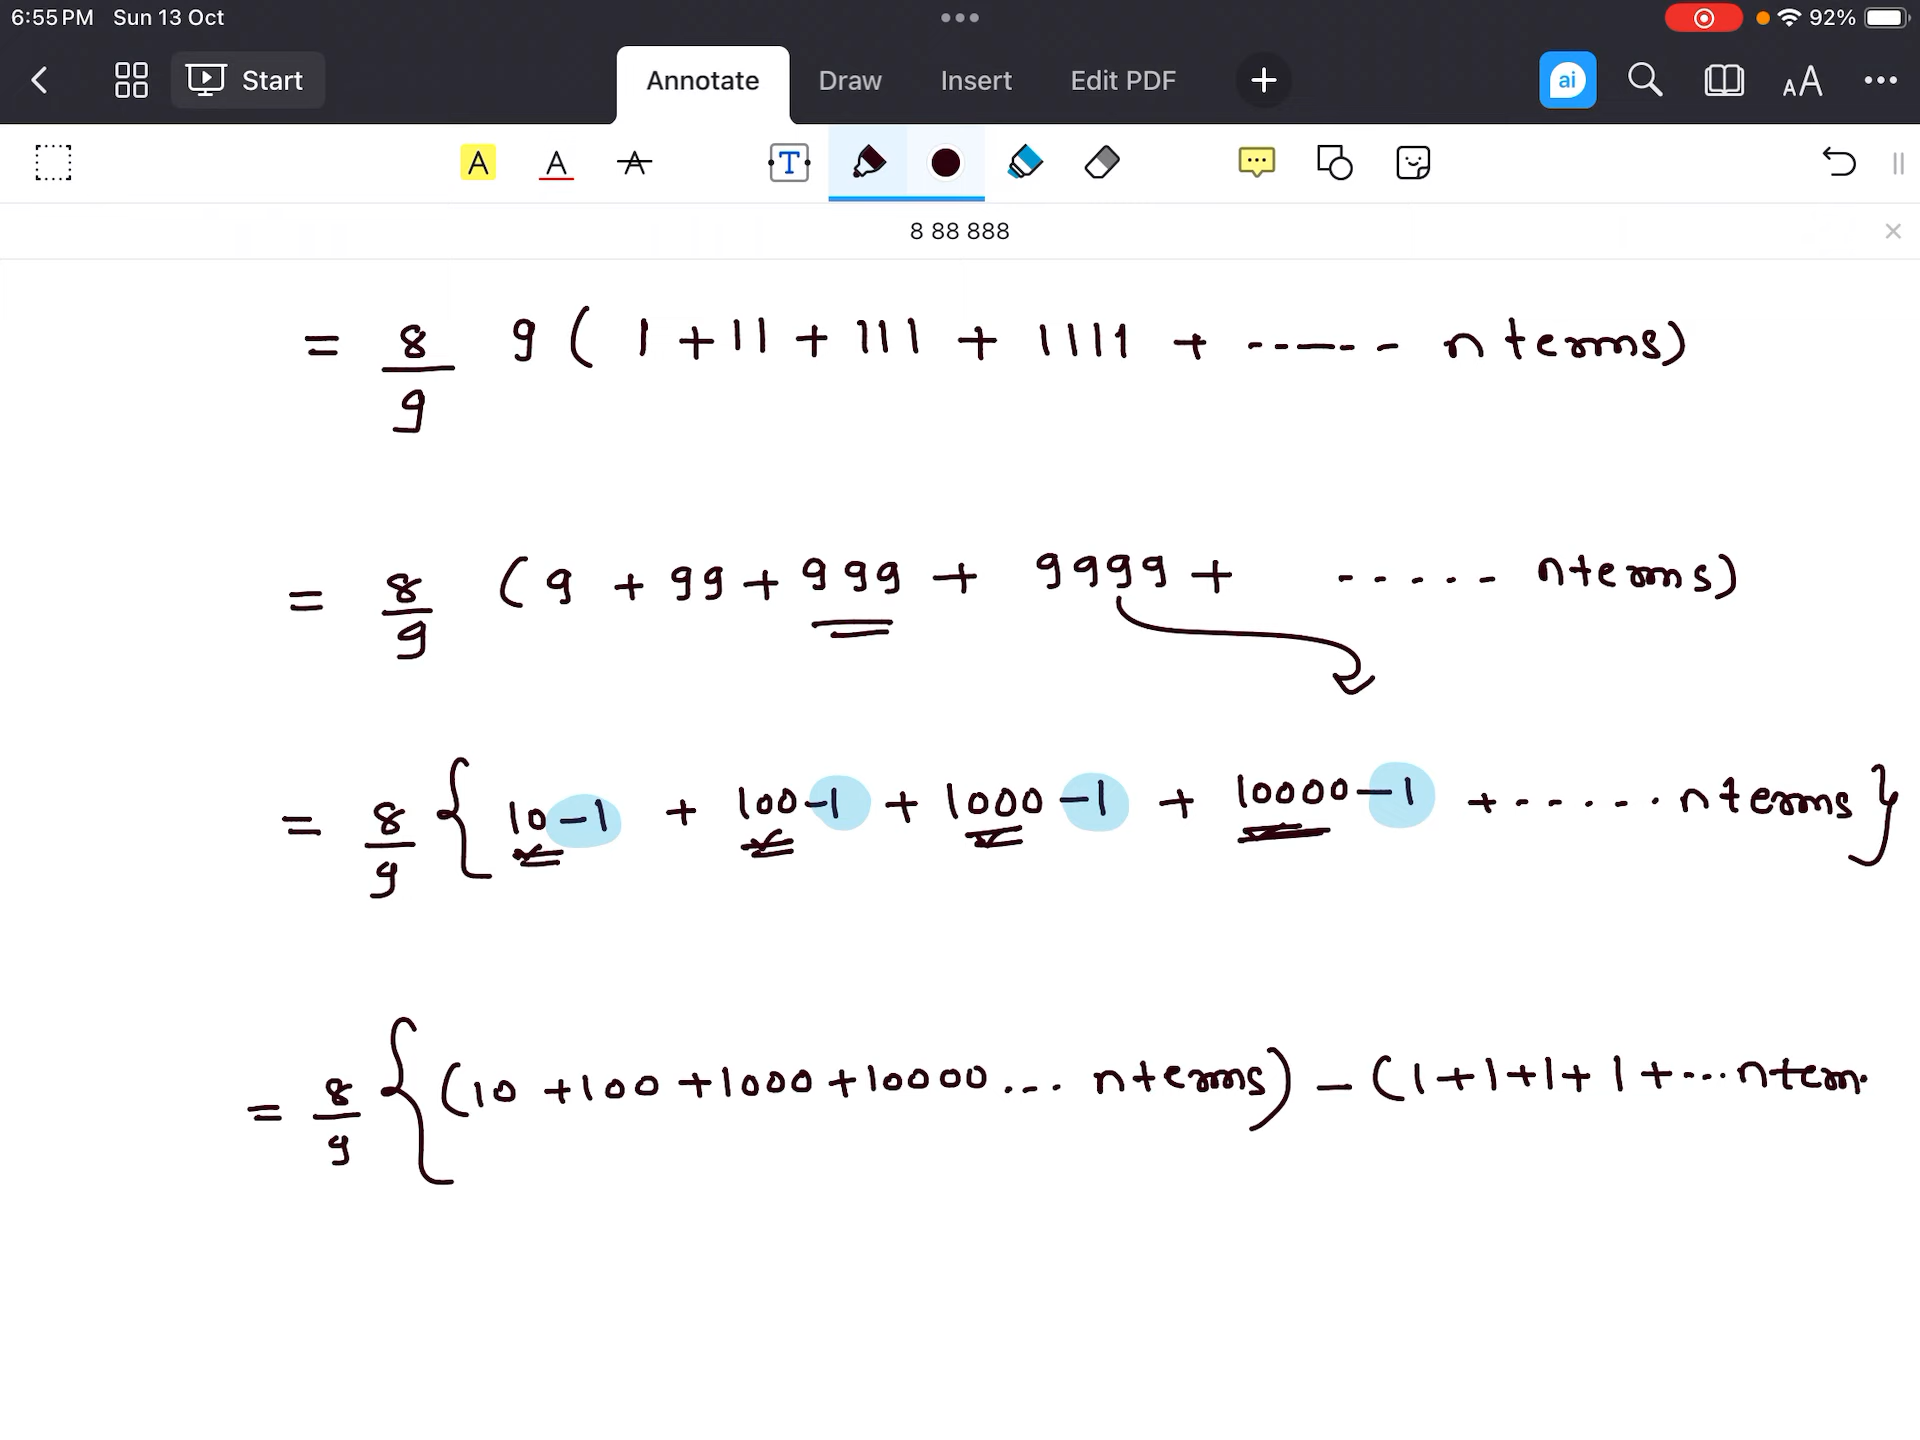 6:55 PM Sun 13 Oct 92%
Start Annotate Draw Insert Edit PDF + ai AA
A A A T
8 88 888
= 8/9 9 ( 1 + 11 + 111 + 1111 + ------ n terms)
= 8/9 (9 + 99 + 999 + 9999 + ----- nterms)
= 8/9 { 10-1 + 100-1 + 1000-1 + 10000-1 + ------ nterms }
= 8/9 { (10 +100 +1000 +10000... nterms) - (1+1+1+1+...nterm